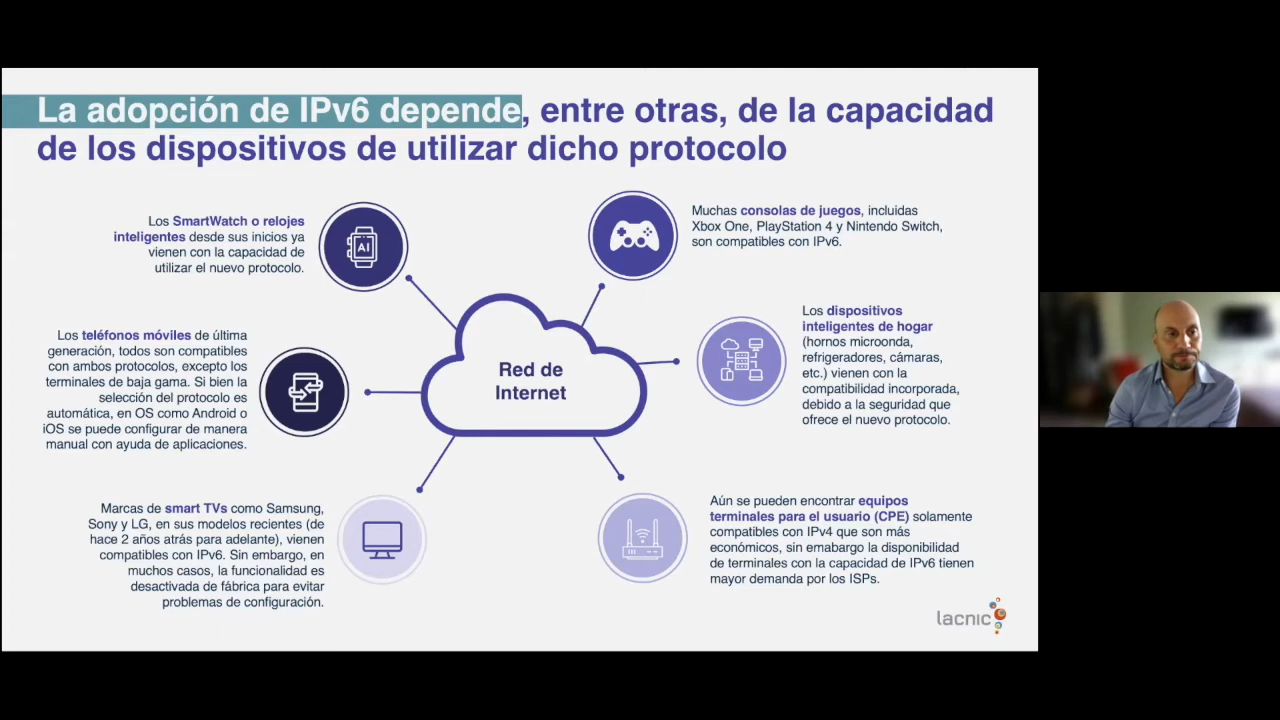 La adopción de IPv6 depende, entre otras, de la capacidad
de los dispositivos de utilizar dicho protocolo
Los SmartWatch o relojes
inteligentes desde sus inicios ya
vienen con la capacidad de
utilizar el nuevo protocolo.
AI
Muchas consolas de juegos, incluidas
Xbox One, PlayStation 4 y Nintendo Switch,
son compatibles con IPv6.
Los teléfonos móviles de última
generación, todos son compatibles
con ambos protocolos, excepto los
terminales de baja gama. Si bien la
selección del protocolo es
automática, en OS como Android o
iOS se puede configurar de manera
manual con ayuda de aplicaciones.
Red de
Internet
Los dispositivos
inteligentes de hogar
(hornos microonda,
refrigeradores, cámaras,
etc.) vienen con la
compatibilidad incorporada,
debido a la seguridad que
ofrece el nuevo protocolo.
Marcas de smart TVs como Samsung,
Sony y LG, en sus modelos recientes (de
hace 2 años atrás para adelante), vienen
compatibles con IPv6. Sin embargo, en
muchos casos, la funcionalidad es
desactivada de fábrica para evitar
problemas de configuración.
Aún se pueden encontrar equipos
terminales para el usuario (CPE) solamente
compatibles con IPv4 que son más
económicos, sin emabargo la disponibilidad
de terminales con la capacidad de IPv6 tienen
mayor demanda por los ISPs.
lacnic